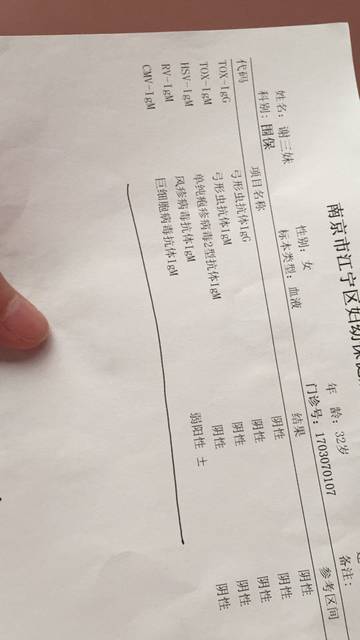 南京市江宁区妇幼保
姓名: 谢三妹 性别: 女 年 龄: 32岁 备注:
科别: 围保 标本类型: 血液 门诊号: 1703070107
代码 项目名称 结果 参考区间
TOX-IgG 弓形虫抗体IgG 阴性 阴性
TOX-IgM 弓形虫抗体IgM 阴性 阴性
HSV-IgM 单纯疱疹病毒2型抗体IgM 阴性 阴性
RV-IgM 风疹病毒抗体IgM 阴性 阴性
CMV-IgM 巨细胞病毒抗体IgM 弱阳性 ± 阴性